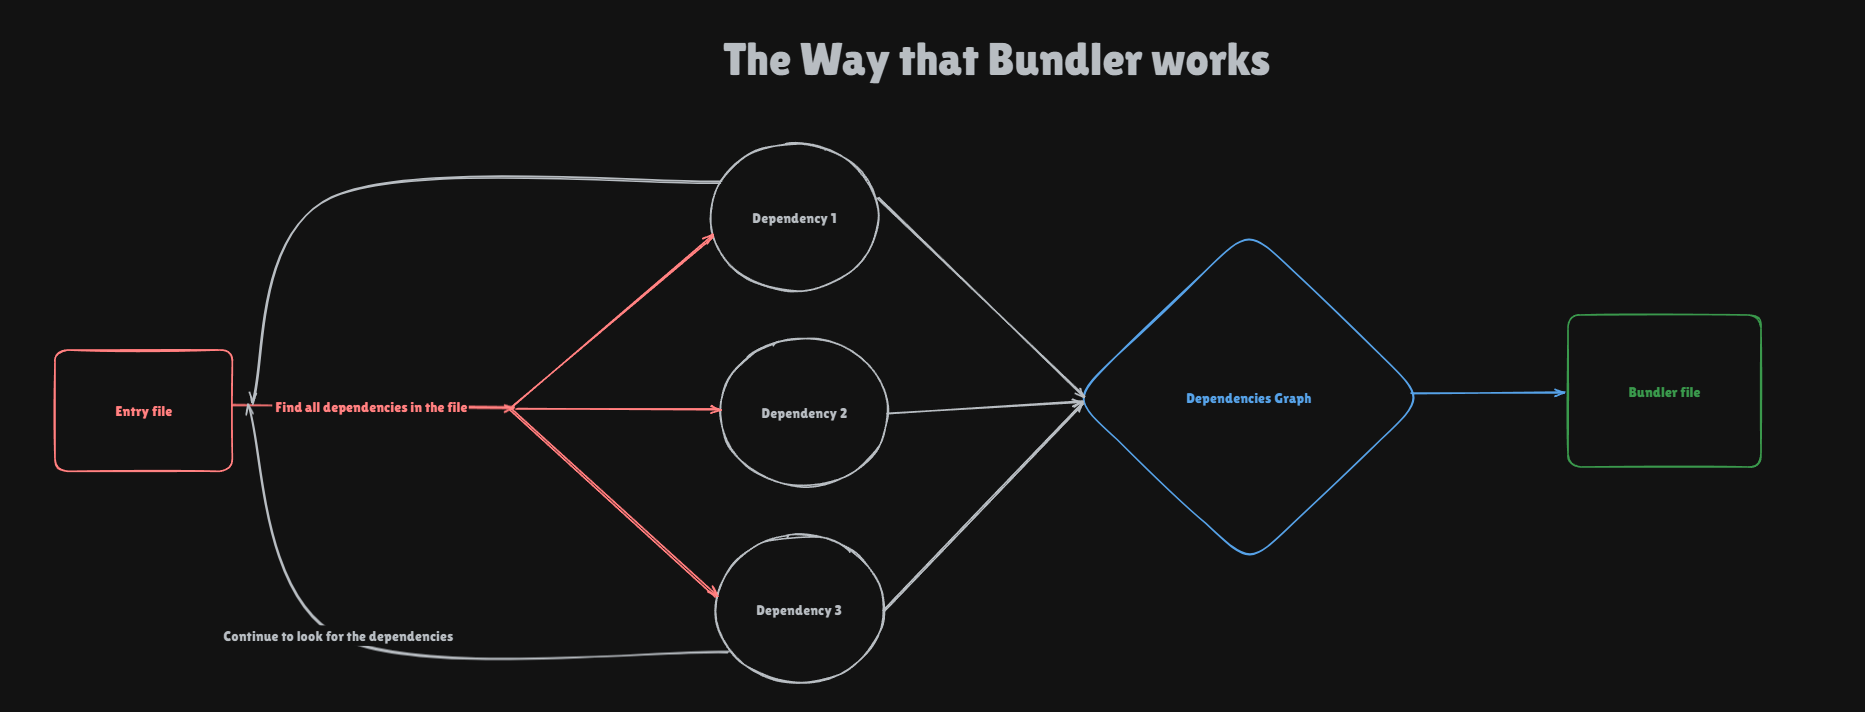 The Way that Bundler works
Dependency 1
Entry file
Find all dependencies in the file
Dependency 2
Dependencies Graph
Bundler file
Dependency 3
Continue to look for the dependencies